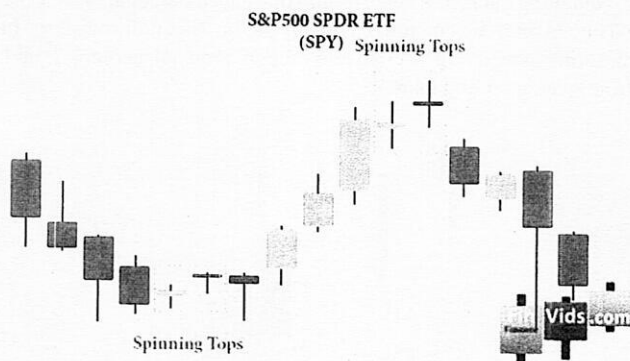 S&P500 SPDR ETF
(SPY) Spinning Tops
Spinning Tops
Vids.com